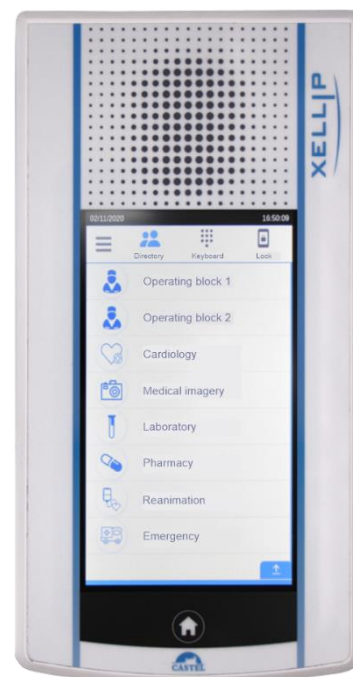 XELLIP
02/11/2020 16:50:09
Directory Keyboard Lock
Operating block 1
Operating block 2
Cardiology
Medical imagery
Laboratory
Pharmacy
Reanimation
Emergency
CASTEL